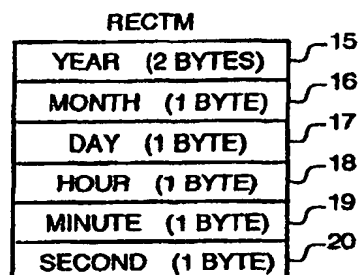 RECTM
YEAR (2 BYTES) 15
MONTH (1 BYTE) 16
DAY (1 BYTE) 17
HOUR (1 BYTE) 18
MINUTE (1 BYTE) 19
SECOND (1 BYTE) 20